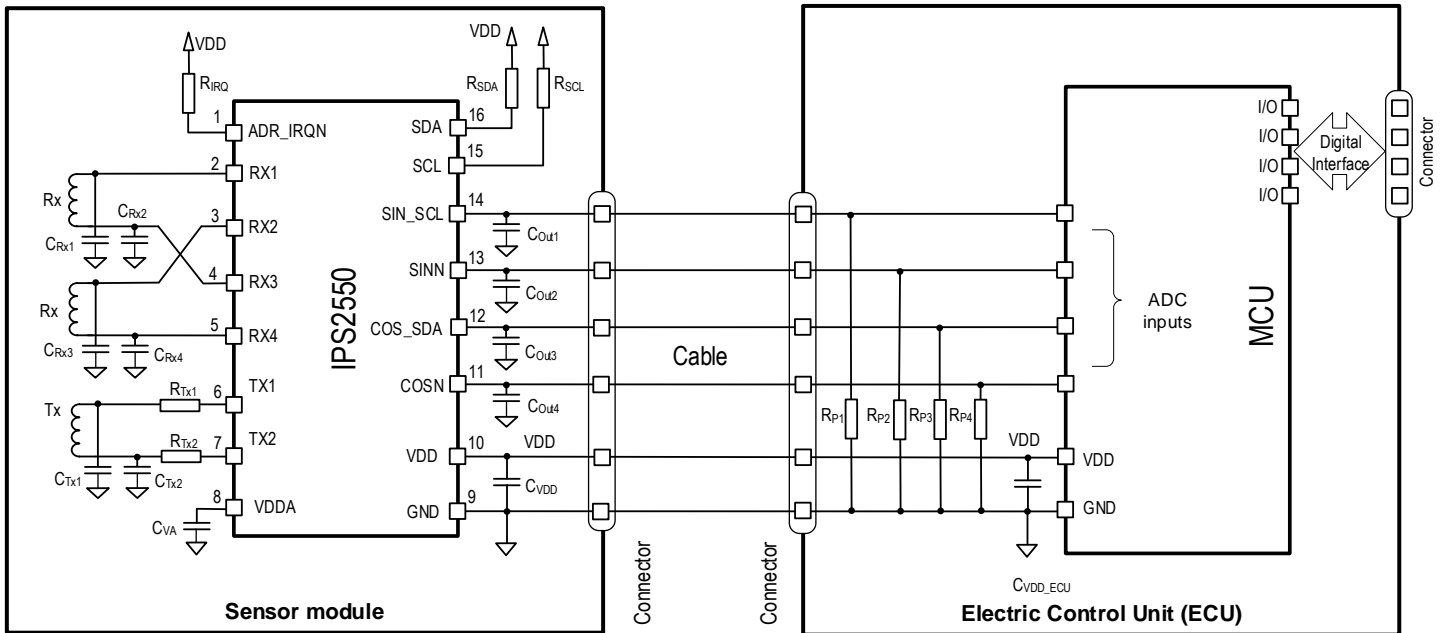 VDD
RIRQ
1
ADR_IRQN
2
RX1
Rx
CRx2
3
RX2
CRx1
4
RX3
Rx
5
RX4
CRx3
CRx4
TX1
RTx1
6
Tx
TX2
RTx2
7
CTx1
CTx2
8
VDDA
CVA
IPS2550
VDD
RSDA
RSCL
16
SDA
15
SCL
14
SIN_SCL
COut1
13
SINN
COut2
12
COS_SDA
COut3
11
COSN
COut4
10
VDD
VDD
CVDD
9
GND
Sensor module
Connector
Cable
Connector
RP1
RP2
RP3
RP4
VDD
CVDD_ECU
ADC
inputs
MCU
VDD
GND
I/O
I/O
I/O
I/O
Digital
Interface
Connector
Electric Control Unit (ECU)